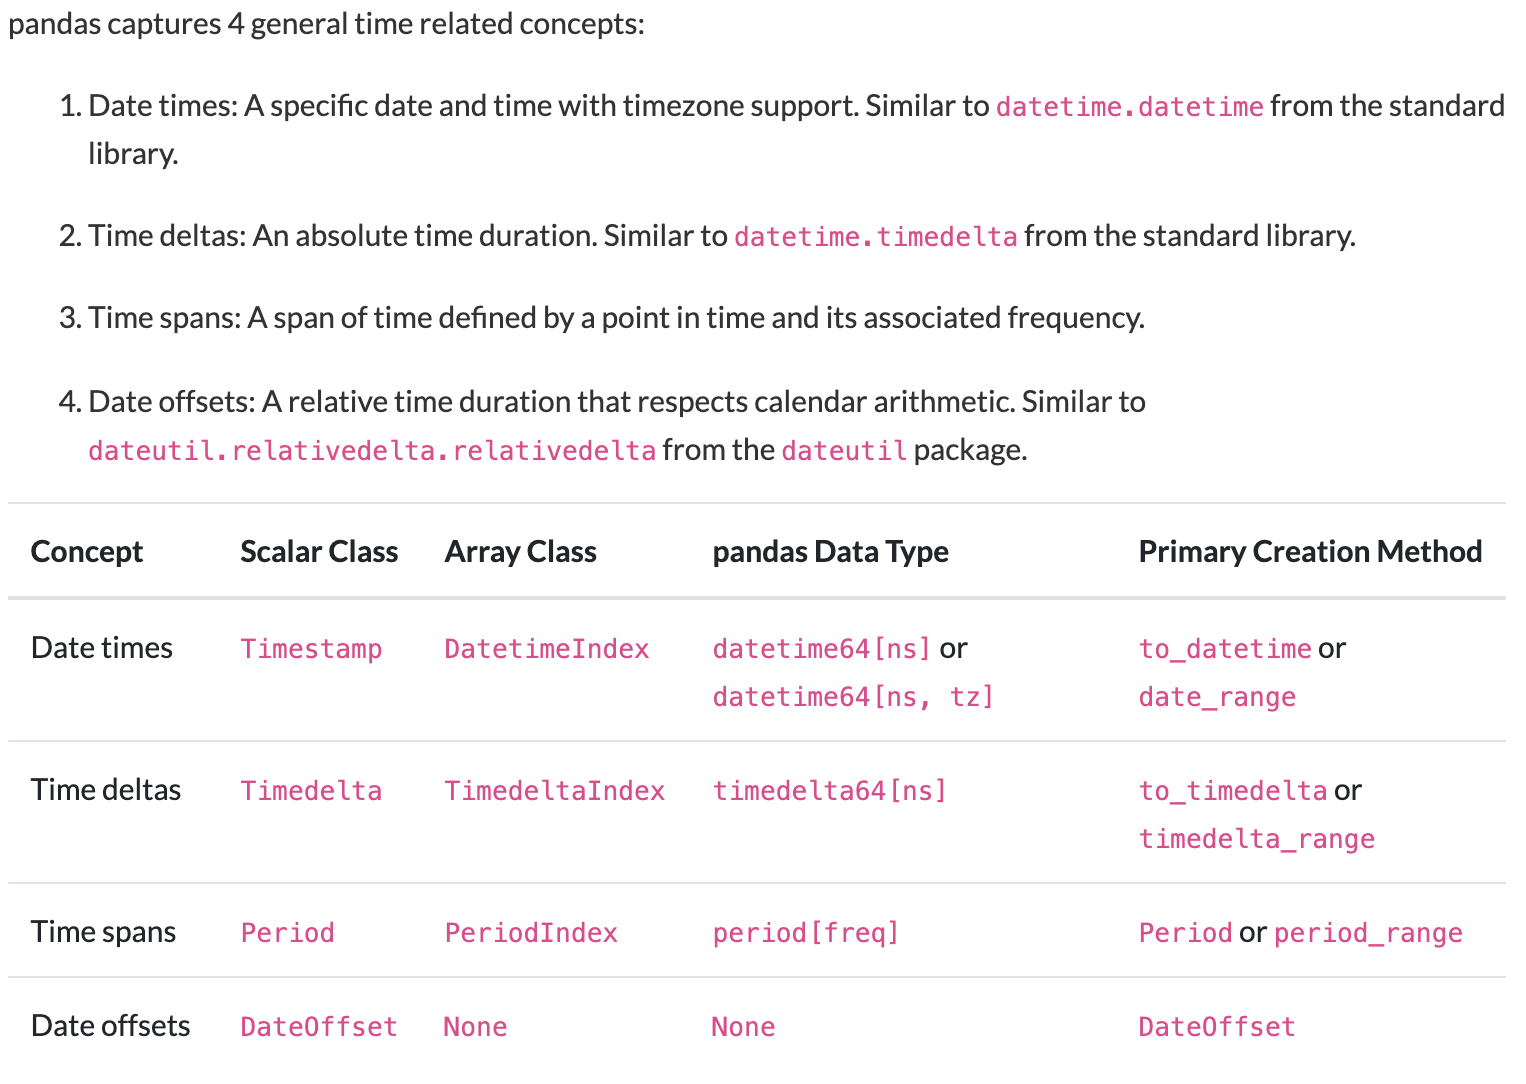 pandas captures 4 general time related concepts:
1. Date times: A specific date and time with timezone support. Similar to datetime.datetime from the standard
library.
2. Time deltas: An absolute time duration. Similar to datetime.timedelta from the standard library.
3. Time spans: A span of time defined by a point in time and its associated frequency.
4. Date offsets: A relative time duration that respects calendar arithmetic. Similar to
dateutil.relativedelta.relativedelta from the dateutil package.
Concept Scalar Class Array Class pandas Data Type Primary Creation Method
Date times Timestamp DatetimeIndex datetime64[ns] or to_datetime or
datetime64[ns, tz] date_range
Time deltas Timedelta TimedeltaIndex timedelta64[ns] to_timedelta or
timedelta_range
Time spans Period PeriodIndex period[freq] Period or period_range
Date offsets DateOffset None None DateOffset